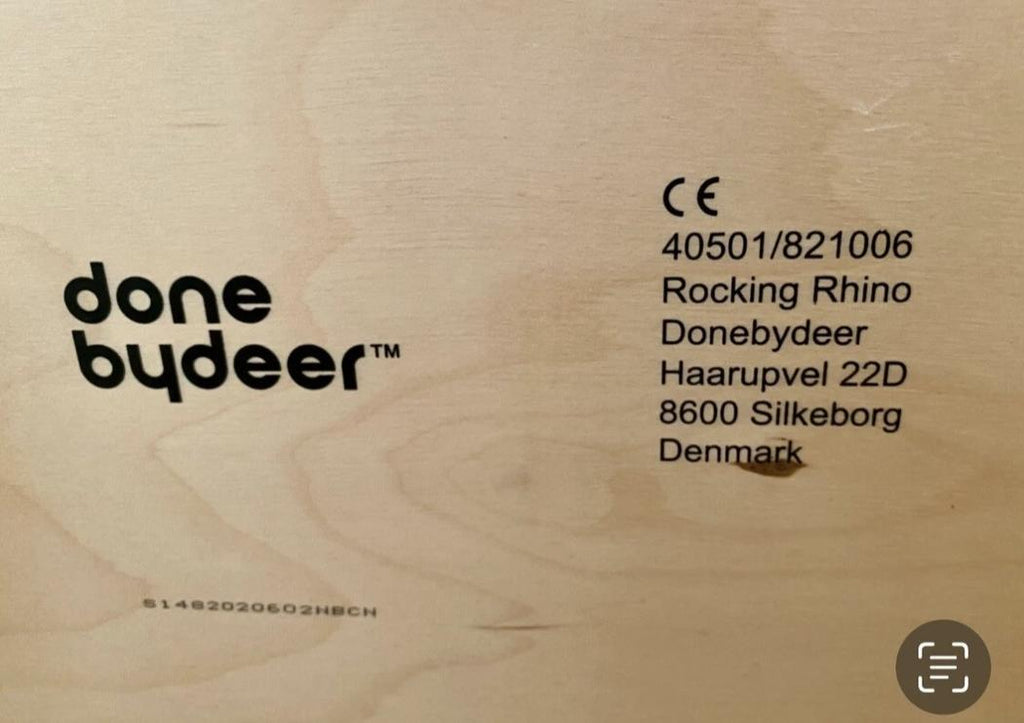 done
bydeer™
CE
40501/821006
Rocking Rhino
Donebydeer
Haarupvel 22D
8600 Silkeborg
Denmark
S1482020602NBCN